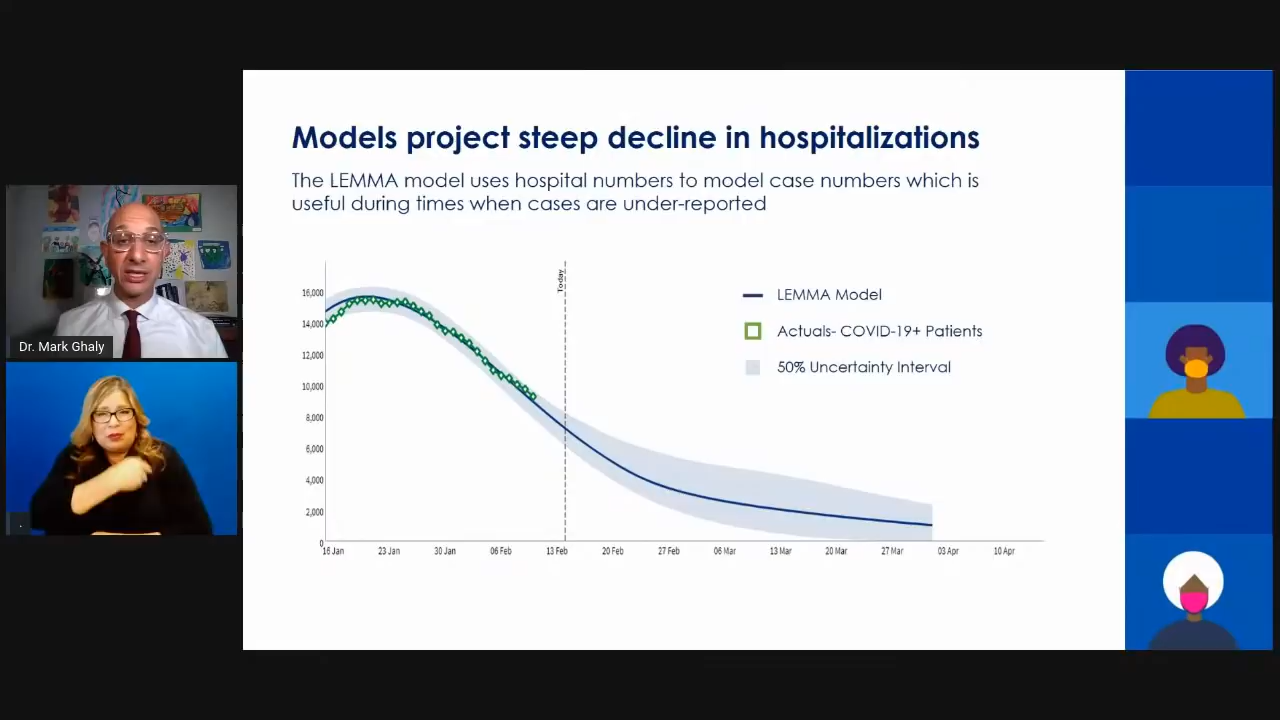 Models project steep decline in hospitalizations
The LEMMA model uses hospital numbers to model case numbers which is
useful during times when cases are under-reported
Today
16,000
14,000
12,000
10,000
8,000
6,000
4,000
2,000
0
16 Jan 23 Jan 30 Jan 06 Feb 13 Feb 20 Feb 27 Feb 06 Mar 13 Mar 20 Mar 27 Mar 03 Apr 10 Apr
LEMMA Model
Actuals- COVID-19+ Patients
50% Uncertainty Interval
Dr. Mark Ghaly
.